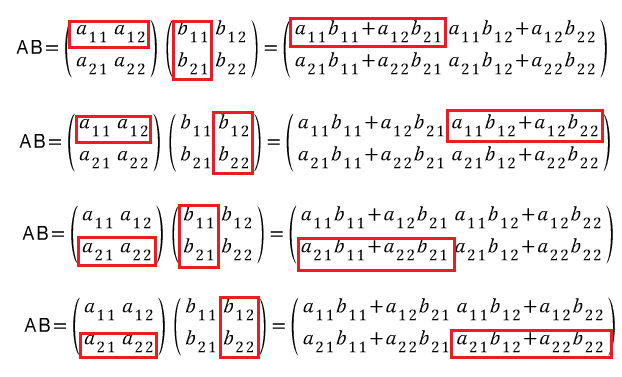 AB= ( a11 a12 ) ( b11 b12 ) = ( a11b11+a12b21 a11b12+a12b22 )
( a21 a22 ) ( b21 b22 ) ( a21b11+a22b21 a21b12+a22b22 )
AB= ( a11 a12 ) ( b11 b12 ) = ( a11b11+a12b21 a11b12+a12b22 )
( a21 a22 ) ( b21 b22 ) ( a21b11+a22b21 a21b12+a22b22 )
AB= ( a11 a12 ) ( b11 b12 ) = ( a11b11+a12b21 a11b12+a12b22 )
( a21 a22 ) ( b21 b22 ) ( a21b11+a22b21 a21b12+a22b22 )
AB= ( a11 a12 ) ( b11 b12 ) = ( a11b11+a12b21 a11b12+a12b22 )
( a21 a22 ) ( b21 b22 ) ( a21b11+a22b21 a21b12+a22b22 )